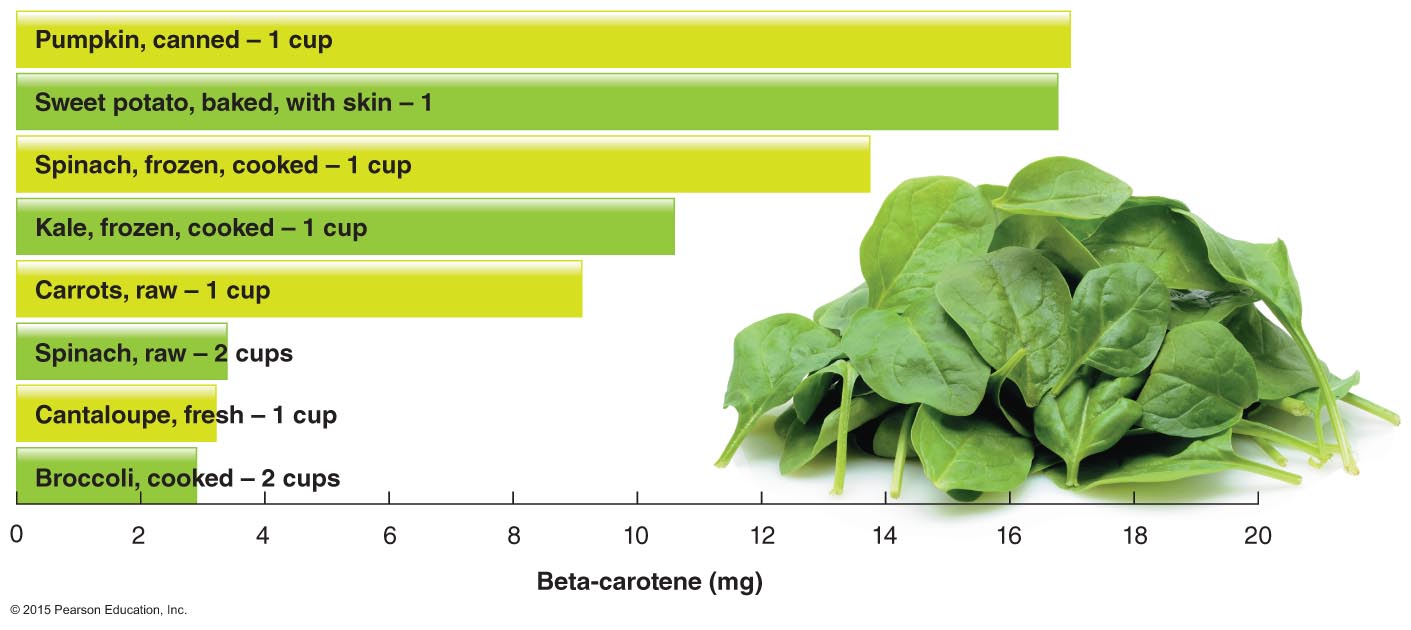 Pumpkin, canned – 1 cup
Sweet potato, baked, with skin – 1
Spinach, frozen, cooked – 1 cup
Kale, frozen, cooked – 1 cup
Carrots, raw – 1 cup
Spinach, raw – 2 cups
Cantaloupe, fresh – 1 cup
Broccoli, cooked – 2 cups
0 2 4 6 8 10 12 14 16 18 20
Beta-carotene (mg)
© 2015 Pearson Education, Inc.